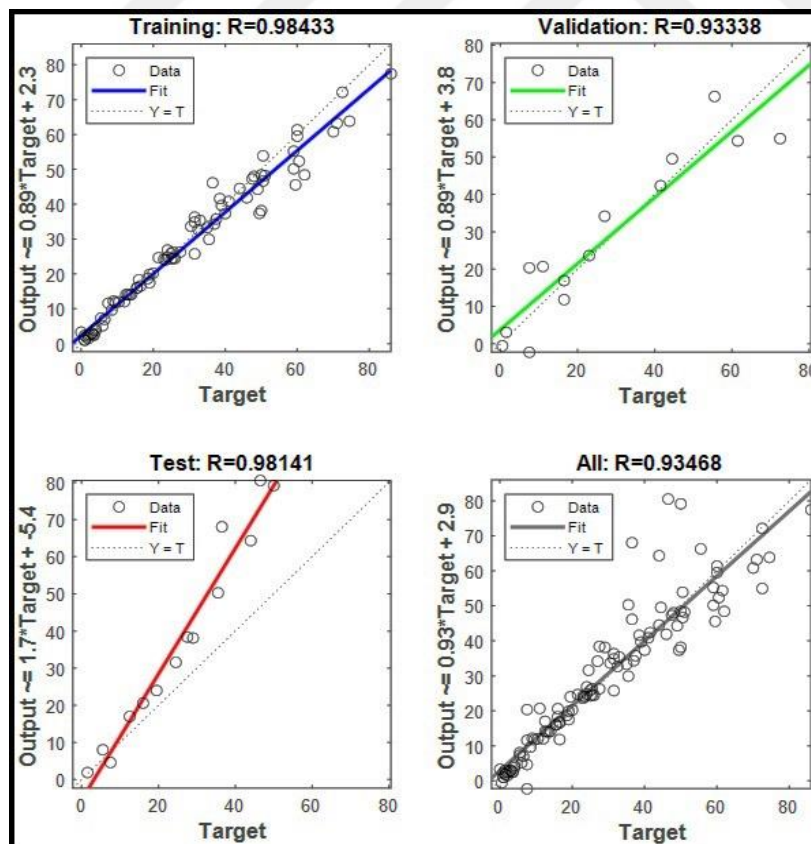 Training: R=0.98433
Output ~= 0.89*Target + 2.3
80
70
60
50
40
30
20
10
0
Data
Fit
Y = T
0
20
40
60
80
Target
Validation: R=0.93338
Output ~= 0.89*Target + 3.8
80
70
60
50
40
30
20
10
0
Data
Fit
Y = T
0
20
40
60
80
Target
Test: R=0.98141
Output ~= 1.7*Target + -5.4
80
70
60
50
40
30
20
10
0
Data
Fit
Y = T
0
20
40
60
80
Target
All: R=0.93468
Output ~= 0.93*Target + 2.9
80
70
60
50
40
30
20
10
0
Data
Fit
Y = T
0
20
40
60
80
Target